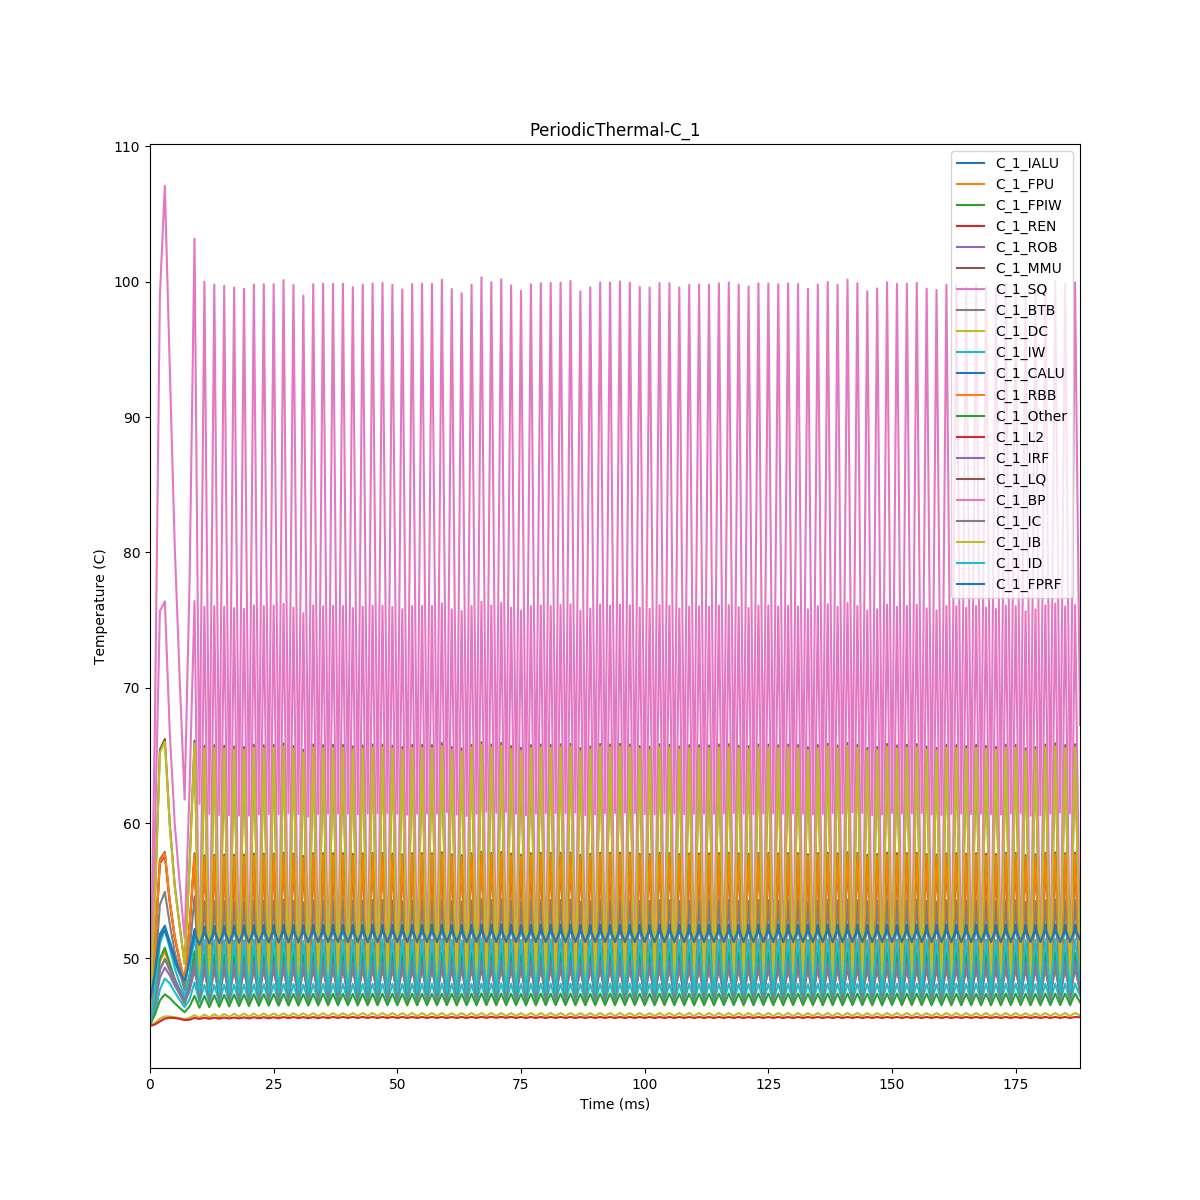 PeriodicThermal-C_1
110
100
90
80
70
60
50
Temperature (C)
C_1_IALU
C_1_FPU
C_1_FPIW
C_1_REN
C_1_ROB
C_1_MMU
C_1_SQ
C_1_BTB
C_1_DC
C_1_IW
C_1_CALU
C_1_RBB
C_1_Other
C_1_L2
C_1_IRF
C_1_LQ
C_1_BP
C_1_IC
C_1_IB
C_1_ID
C_1_FPRF
0 25 50 75 100 125 150 175
Time (ms)